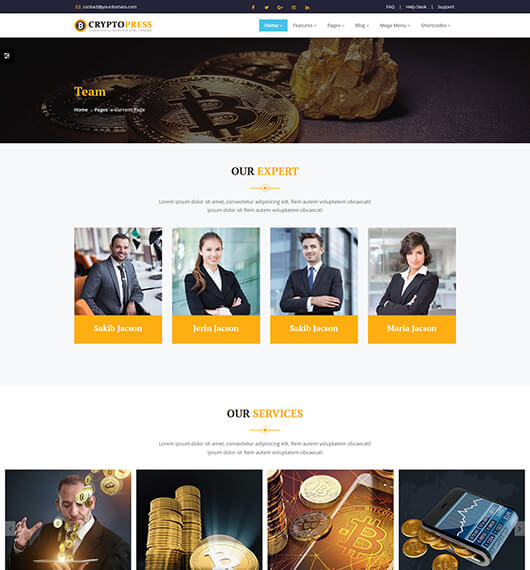 contact@yourdomain.com
FAQ | Help Desk | Support
CRYPTOPRESS
Home Features Pages Blog Mega Menu Shortcodes
Team
Home » Pages » Current Page
OUR EXPERT
Lorem ipsum dolor sit amet, consectetur adipisicing elit. Rem autem voluptatem obcaecati!
ipsum dolor sit Rem autem voluptatem obcaecati
Sakib Jacson
Jerin Jacson
Sakib Jacson
Maria Jacson
OUR SERVICES
Lorem ipsum dolor sit amet, consectetur adipisicing elit. Rem autem voluptatem obcaecati!
ipsum dolor sit Rem autem voluptatem obcaecati